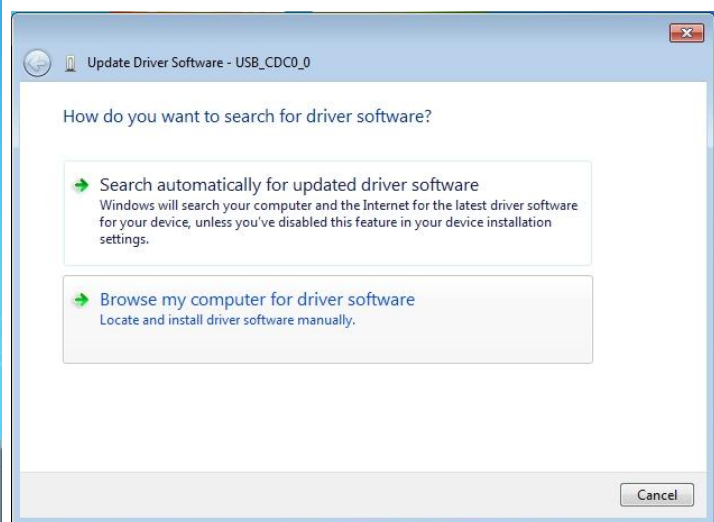 Update Driver Software - USB_CDC0_0
How do you want to search for driver software?
Search automatically for updated driver software
Windows will search your computer and the Internet for the latest driver software
for your device, unless you've disabled this feature in your device installation
settings.
Browse my computer for driver software
Locate and install driver software manually.
Cancel